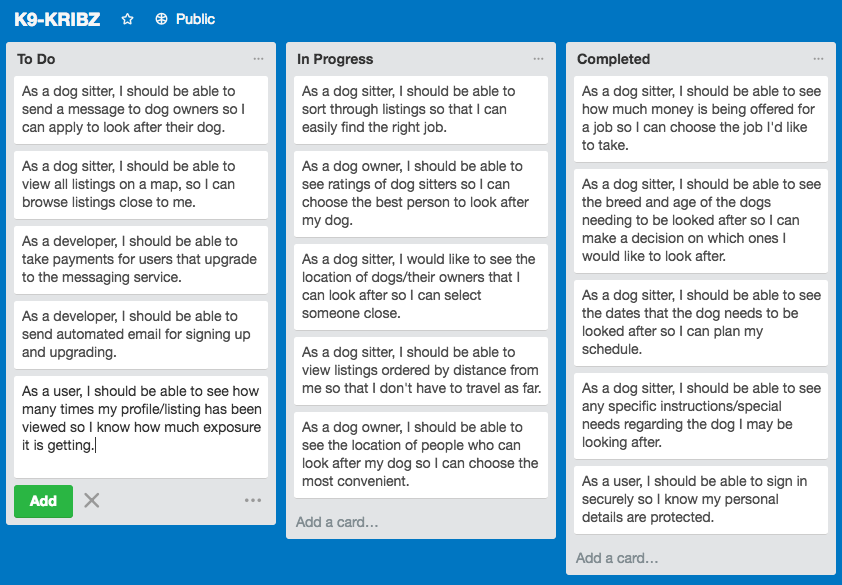 K9-KRIBZ
Public
To Do
As a dog sitter, I should be able to
send a message to dog owners so I
can apply to look after their dog.
As a dog sitter, I should be able to
view all listings on a map, so I can
browse listings close to me.
As a developer, I should be able to
take payments for users that upgrade
to the messaging service.
As a developer, I should be able to
send automated email for signing up
and upgrading.
As a user, I should be able to see how
many times my profile/listing has been
viewed so I know how much exposure
it is getting.
Add
In Progress
As a dog sitter, I should be able to
sort through listings so that I can
easily find the right job.
As a dog owner, I should be able to
see ratings of dog sitters so I can
choose the best person to look after
my dog.
As a dog sitter, I would like to see the
location of dogs/their owners that I
can look after so I can select
someone close.
As a dog sitter, I should be able to
view listings ordered by distance from
me so that I don't have to travel as far.
As a dog owner, I should be able to
see the location of people who can
look after my dog so I can choose the
most convenient.
Add a card…
Completed
As a dog sitter, I should be able to see
how much money is being offered for
a job so I can choose the job I'd like
to take.
As a dog sitter, I should be able to see
the breed and age of the dogs
needing to be looked after so I can
make a decision on which ones I
would like to look after.
As a dog sitter, I should be able to see
the dates that the dog needs to be
looked after so I can plan my
schedule.
As a dog sitter, I should be able to see
any specific instructions/special
needs regarding the dog I may be
looking after.
As a user, I should be able to sign in
securely so I know my personal
details are protected.
Add a card…